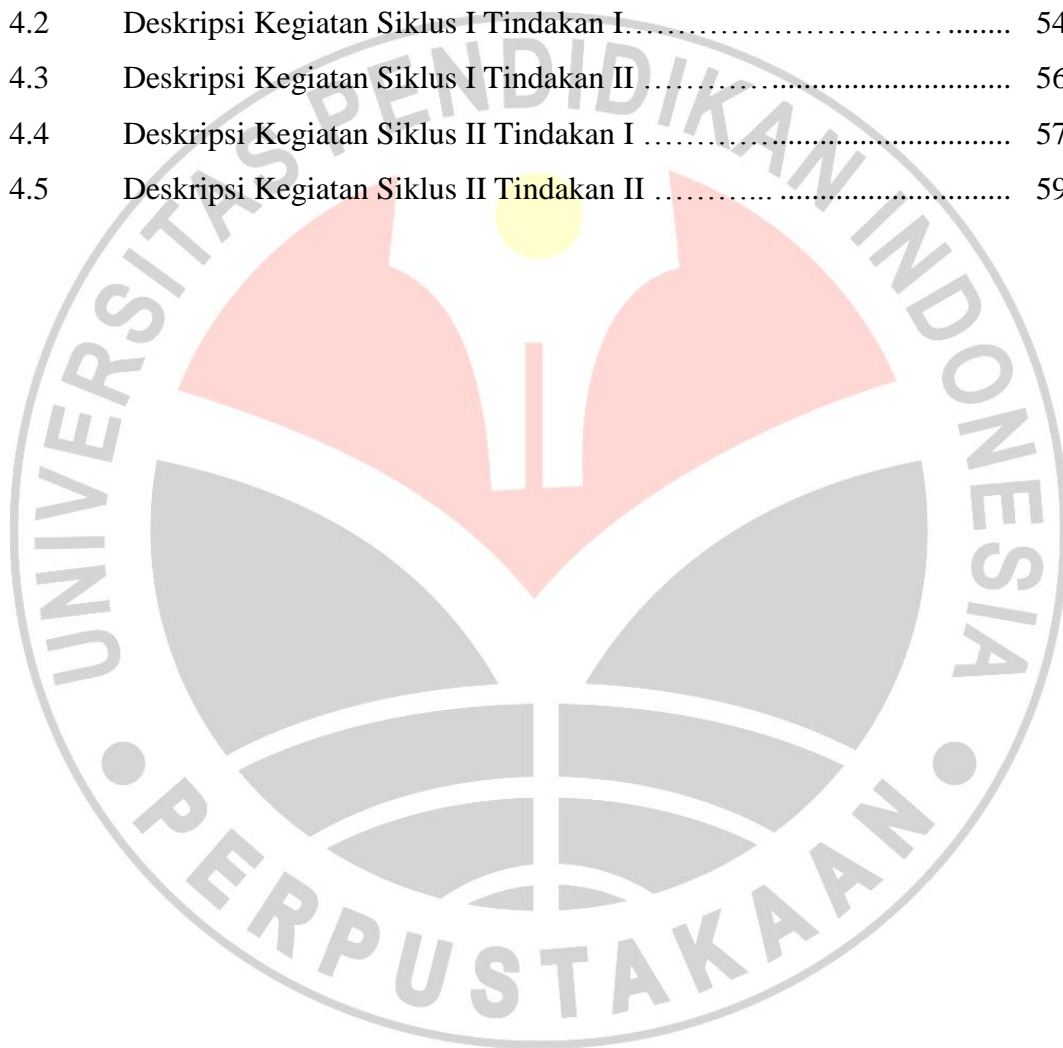 4.2 Deskripsi Kegiatan Siklus I Tindakan I…………………………… ........ 54
4.3 Deskripsi Kegiatan Siklus I Tindakan II …………............................... 56
4.4 Deskripsi Kegiatan Siklus II Tindakan I …………............................... 57
4.5 Deskripsi Kegiatan Siklus II Tindakan II ………... ............................. 59
UNIVERSITAS PENDIDIKAN INDONESIA
PERPUSTAKAAN